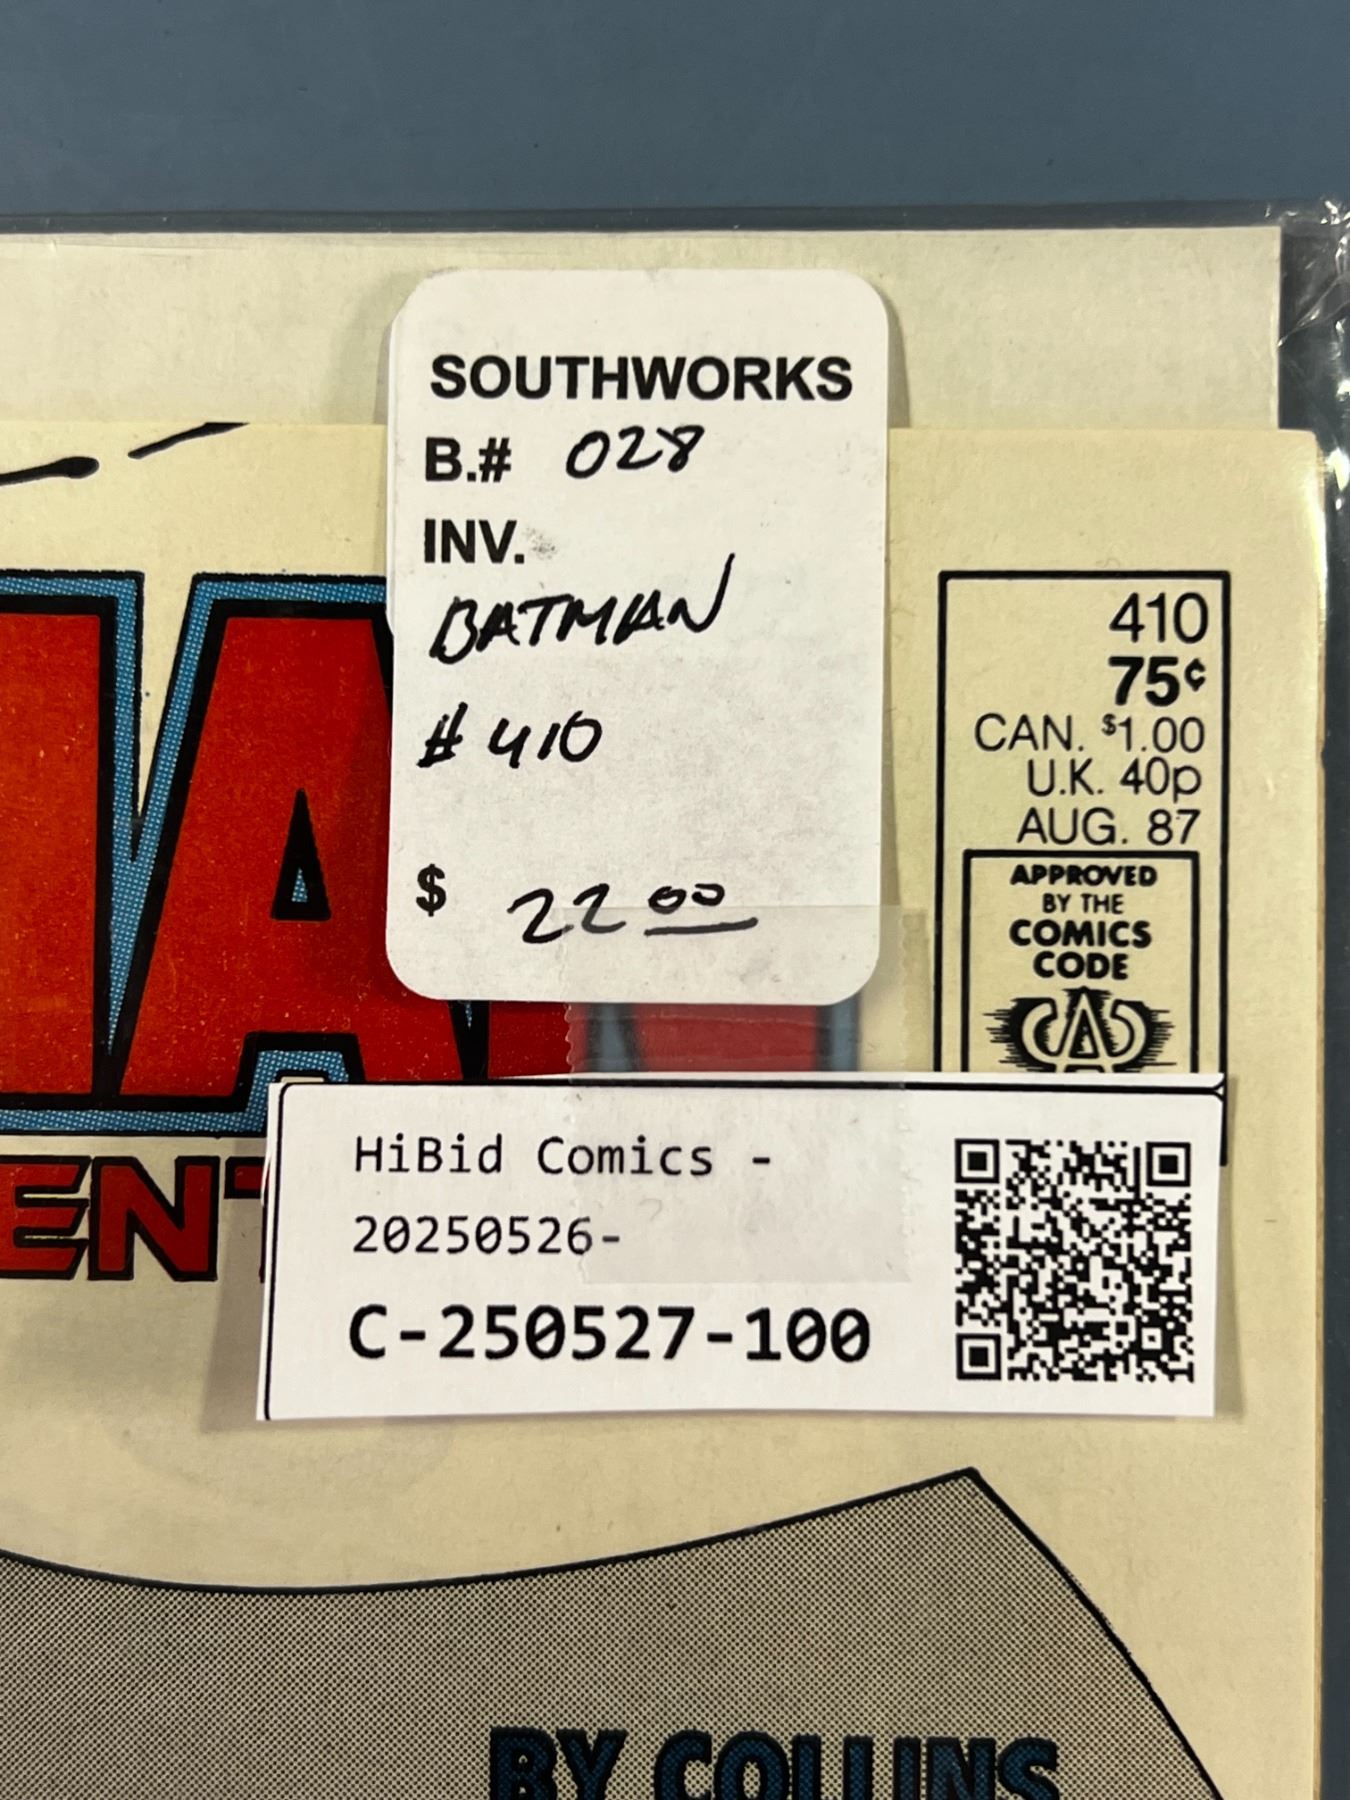 SOUTHWORKS
B.# 028
INV.
BATMAN
# 410
$ 22 00
410
75¢
CAN. $1.00
U.K. 40p
AUG. 87
APPROVED
BY THE
COMICS
CODE
HiBid Comics -
20250526-
C-250527-100
BY COLLINS